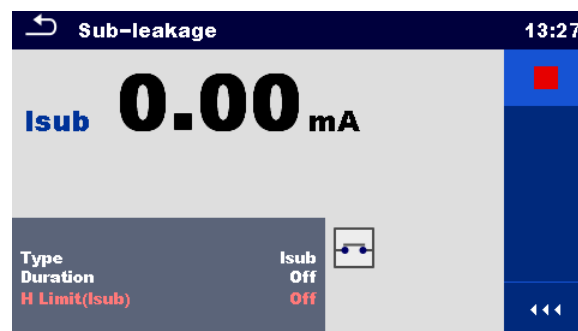 Sub-leakage 13:27
Isub 0.00 mA
Type Isub
Duration Off
H Limit(Isub) Off